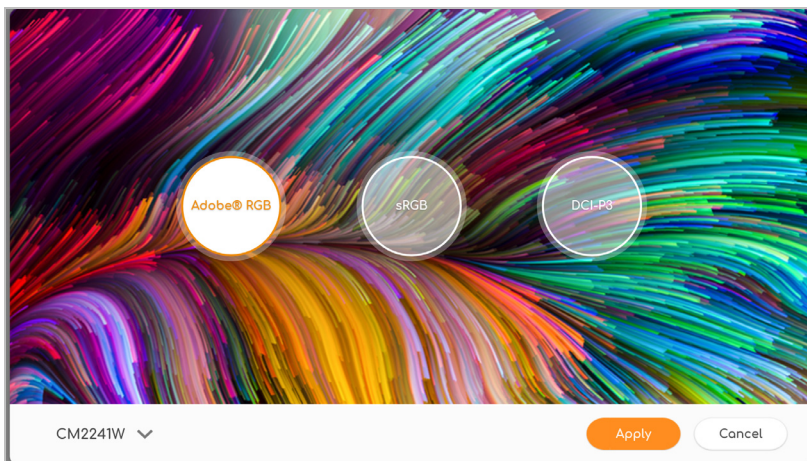 Adobe® RGB
sRGB
DCI-P3
CM2241W
Apply
Cancel